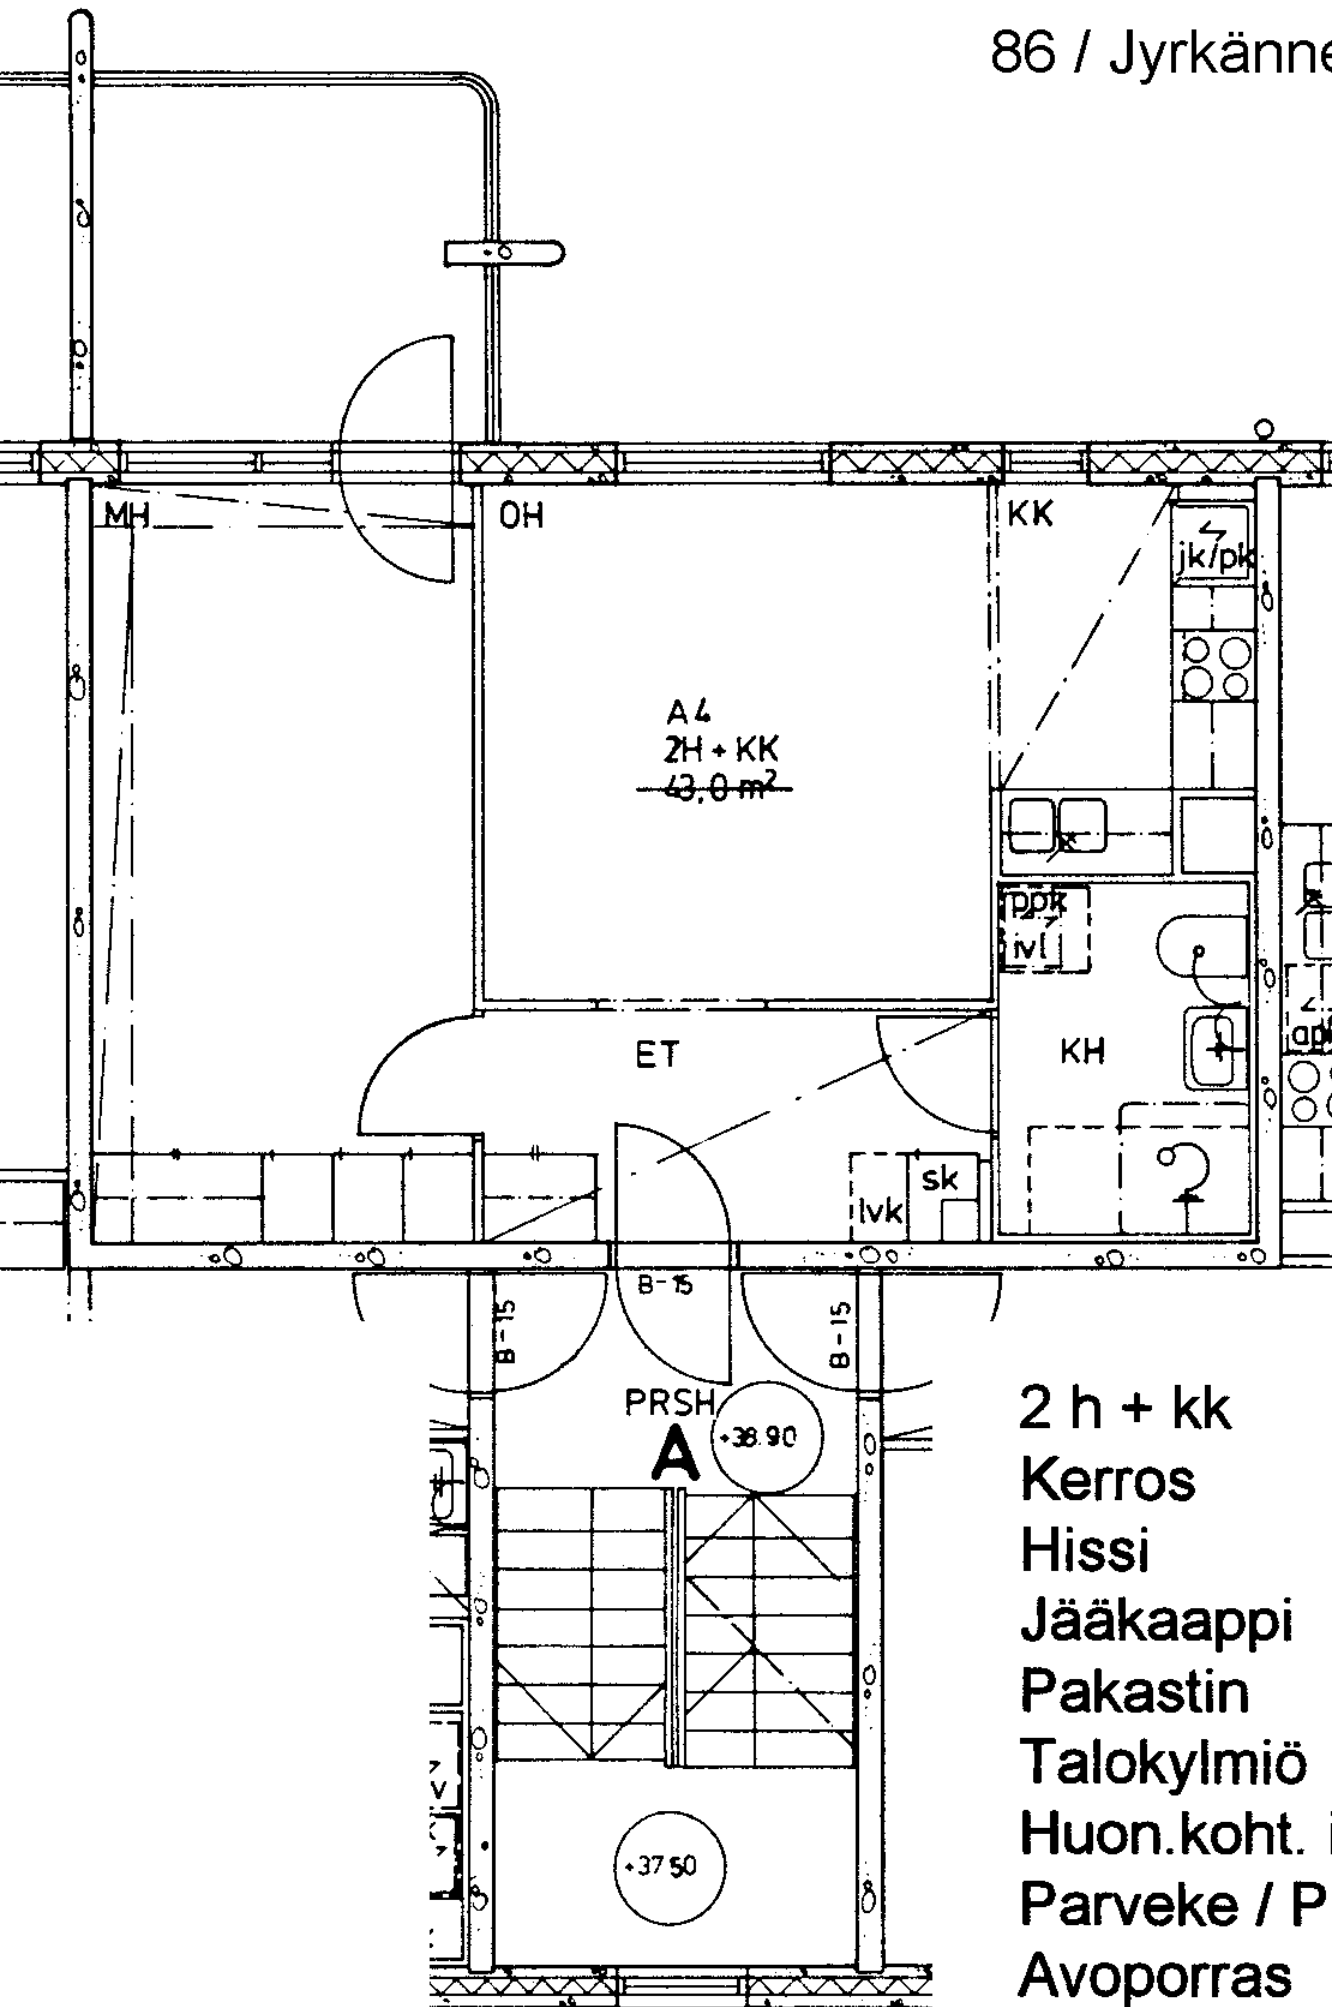 86 / Jyrkänne
MH
OH
KK
jk/pk
A4
2H + KK
43,0 m²
ppk
ivl
ET
KH
sk
lvk
B-15
B-15
B-15
PRSH
+38.90
A
2 h + kk
Kerros
Hissi
Jääkaappi
Pakastin
Talokylmiö
Huon.koht. i
+37.50
Parveke / P
Avoporras